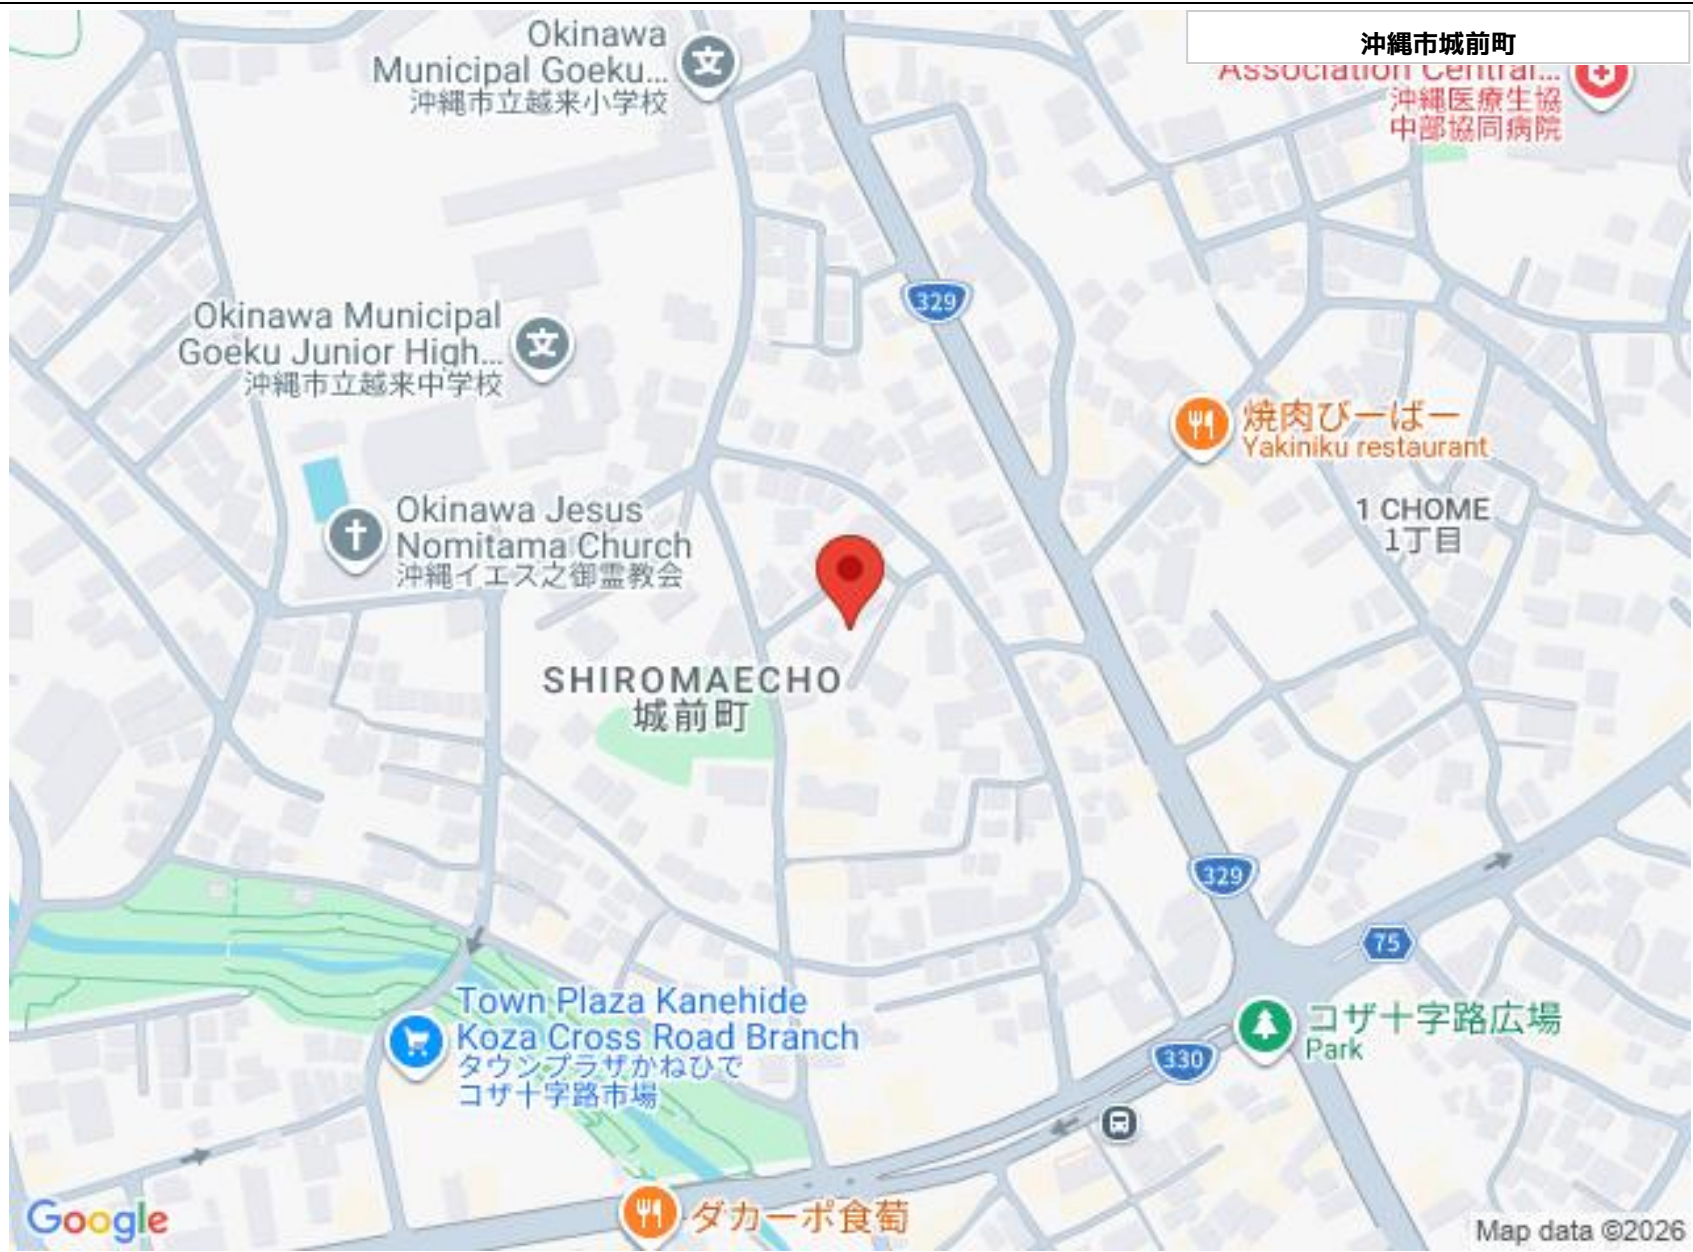 沖縄市城前町
Okinawa
Municipal Goeku...
沖縄市立越来小学校
Association Central...
沖縄医療生協
中部協同病院
329
Okinawa Municipal
Goeku Junior High...
沖縄市立越来中学校
焼肉びーばー
Yakiniku restaurant
Okinawa Jesus
Nomitama Church
沖縄イエス之御霊教会
1 CHOME
1丁目
SHIROMAECHO
城前町
329
75
Town Plaza Kanehide
Koza Cross Road Branch
タウンプラザかねひで
コザ十字路市場
コザ十字路広場
Park
330
ダカーポ食萄
Google
Map data ©2026